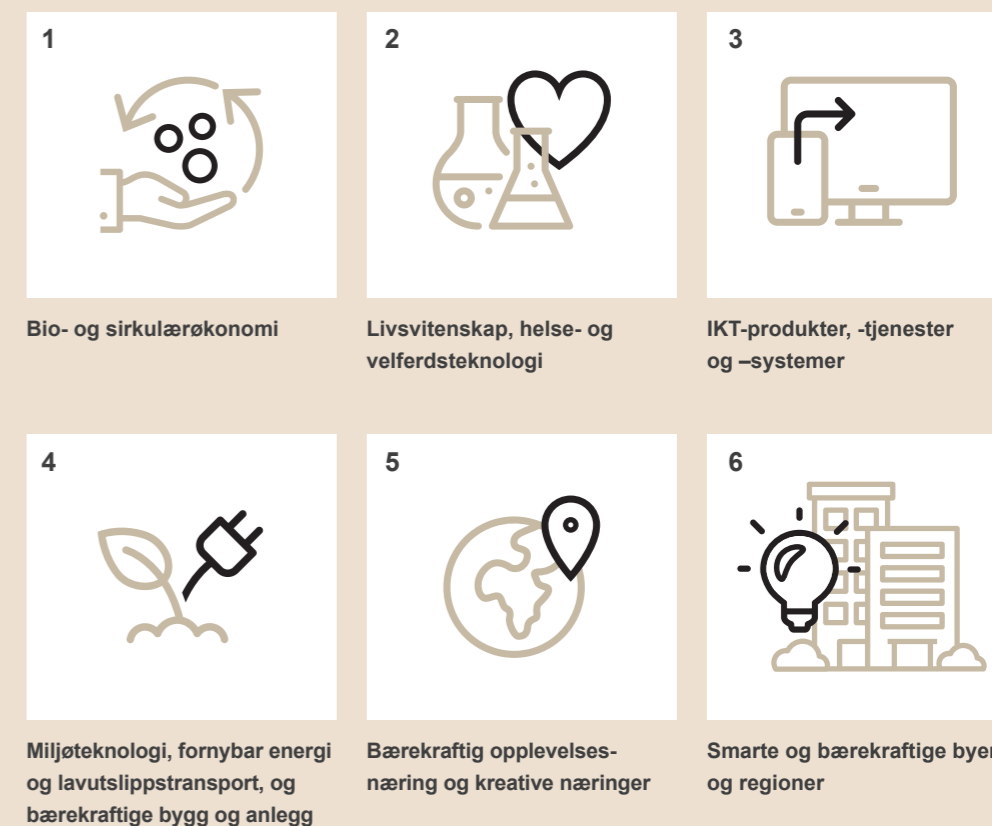 1
Bio- og sirkulærøkonomi
2
Livsvitenskap, helse- og
velferdsteknologi
3
IKT-produkter, -tjenester
og –systemer
4
Miljøteknologi, fornybar energi
og lavutslippstransport, og
bærekraftige bygg og anlegg
5
Bærekraftig opplevelses-
næring og kreative næringer
6
Smarte og bærekraftige byer
og regioner